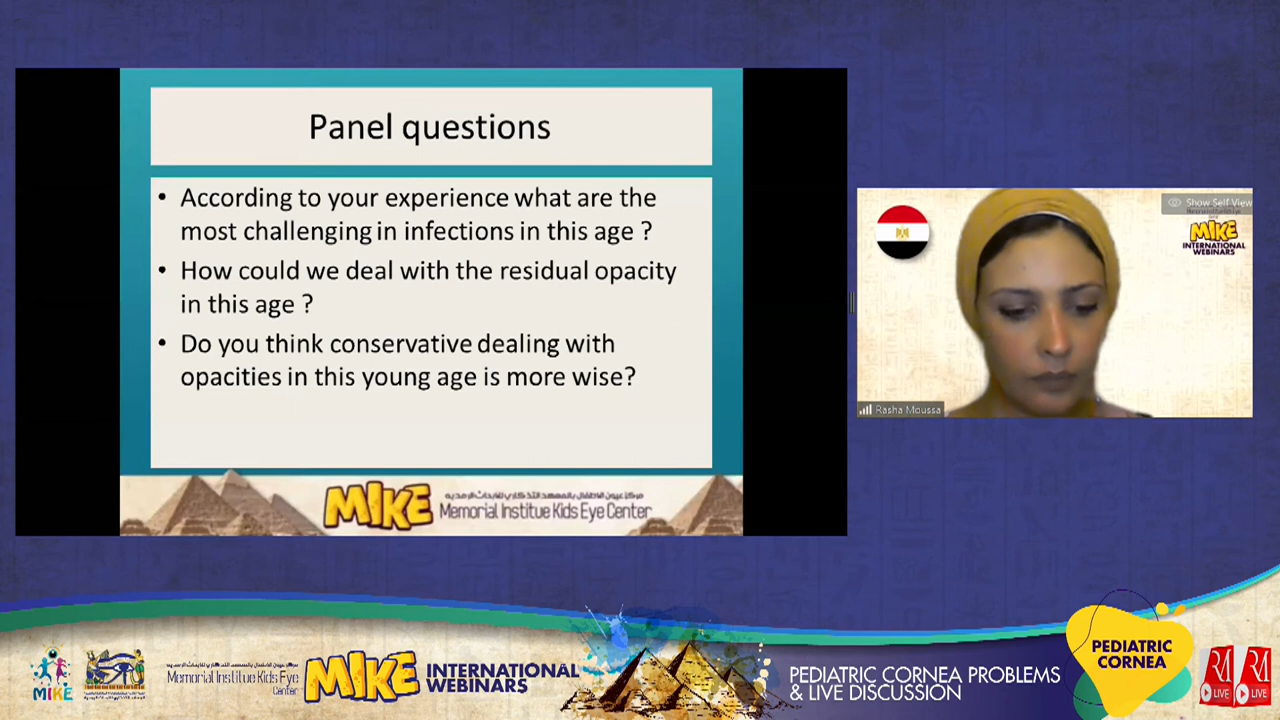 Panel questions
• According to your experience what are the
most challenging in infections in this age ?
• How could we deal with the residual opacity
in this age ?
• Do you think conservative dealing with
opacities in this young age is more wise?
MIKE
Memorial Institue Kids Eye Center
Show Self View
MIKE
INTERNATIONAL
WEBINARS
Rasha Moussa
MIKE
Memorial Institue Kids Eye
Center
MIKE
INTERNATIONAL
WEBINARS
PEDIATRIC CORNEA PROBLEMS
& LIVE DISCUSSION
PEDIATRIC
CORNEA
LIVE
LIVE